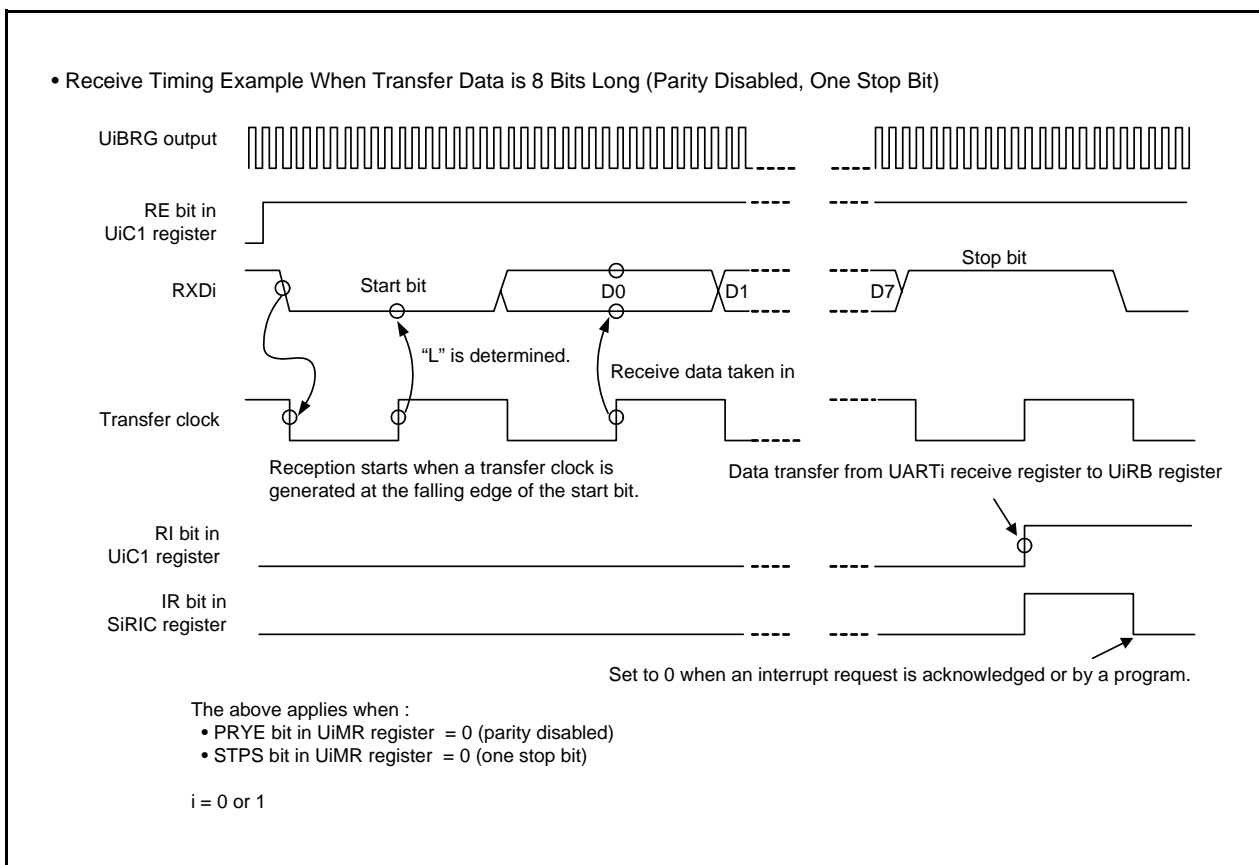 • Receive Timing Example When Transfer Data is 8 Bits Long (Parity Disabled, One Stop Bit)
UiBRG output
RE bit in
UiC1 register
RXDi
Start bit
D0
D1
D7
Stop bit
“L” is determined.
Receive data taken in
Transfer clock
Reception starts when a transfer clock is
generated at the falling edge of the start bit.
Data transfer from UARTi receive register to UiRB register
RI bit in
UiC1 register
IR bit in
SiRIC register
Set to 0 when an interrupt request is acknowledged or by a program.
The above applies when :
• PRYE bit in UiMR register = 0 (parity disabled)
• STPS bit in UiMR register = 0 (one stop bit)
i = 0 or 1